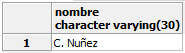 nombre
character varying(30)
1 C. Nuñez